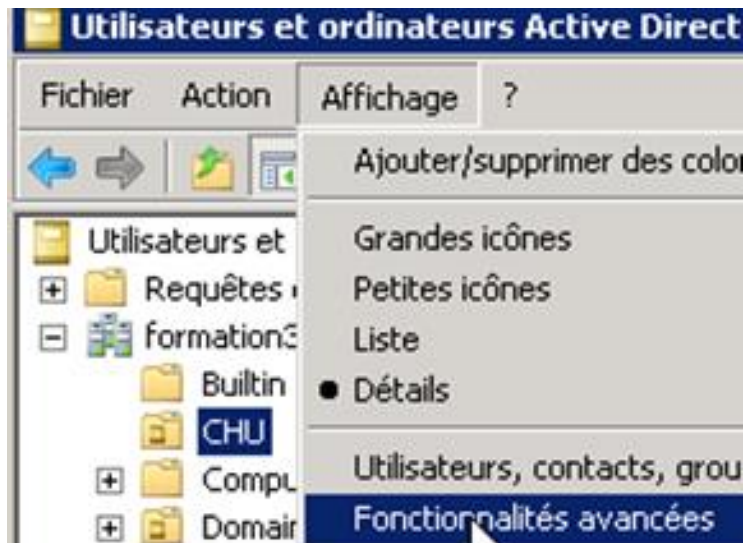 Utilisateurs et ordinateurs Active Direct
Fichier Action Affichage ?
Ajouter/supprimer des color
Utilisateurs et
Grandes icônes
Requêtes
Petites icônes
formation3
Liste
Builtin
Détails
CHU
Compu
Utilisateurs, contacts, grou
Domair
Fonctionnalités avancées